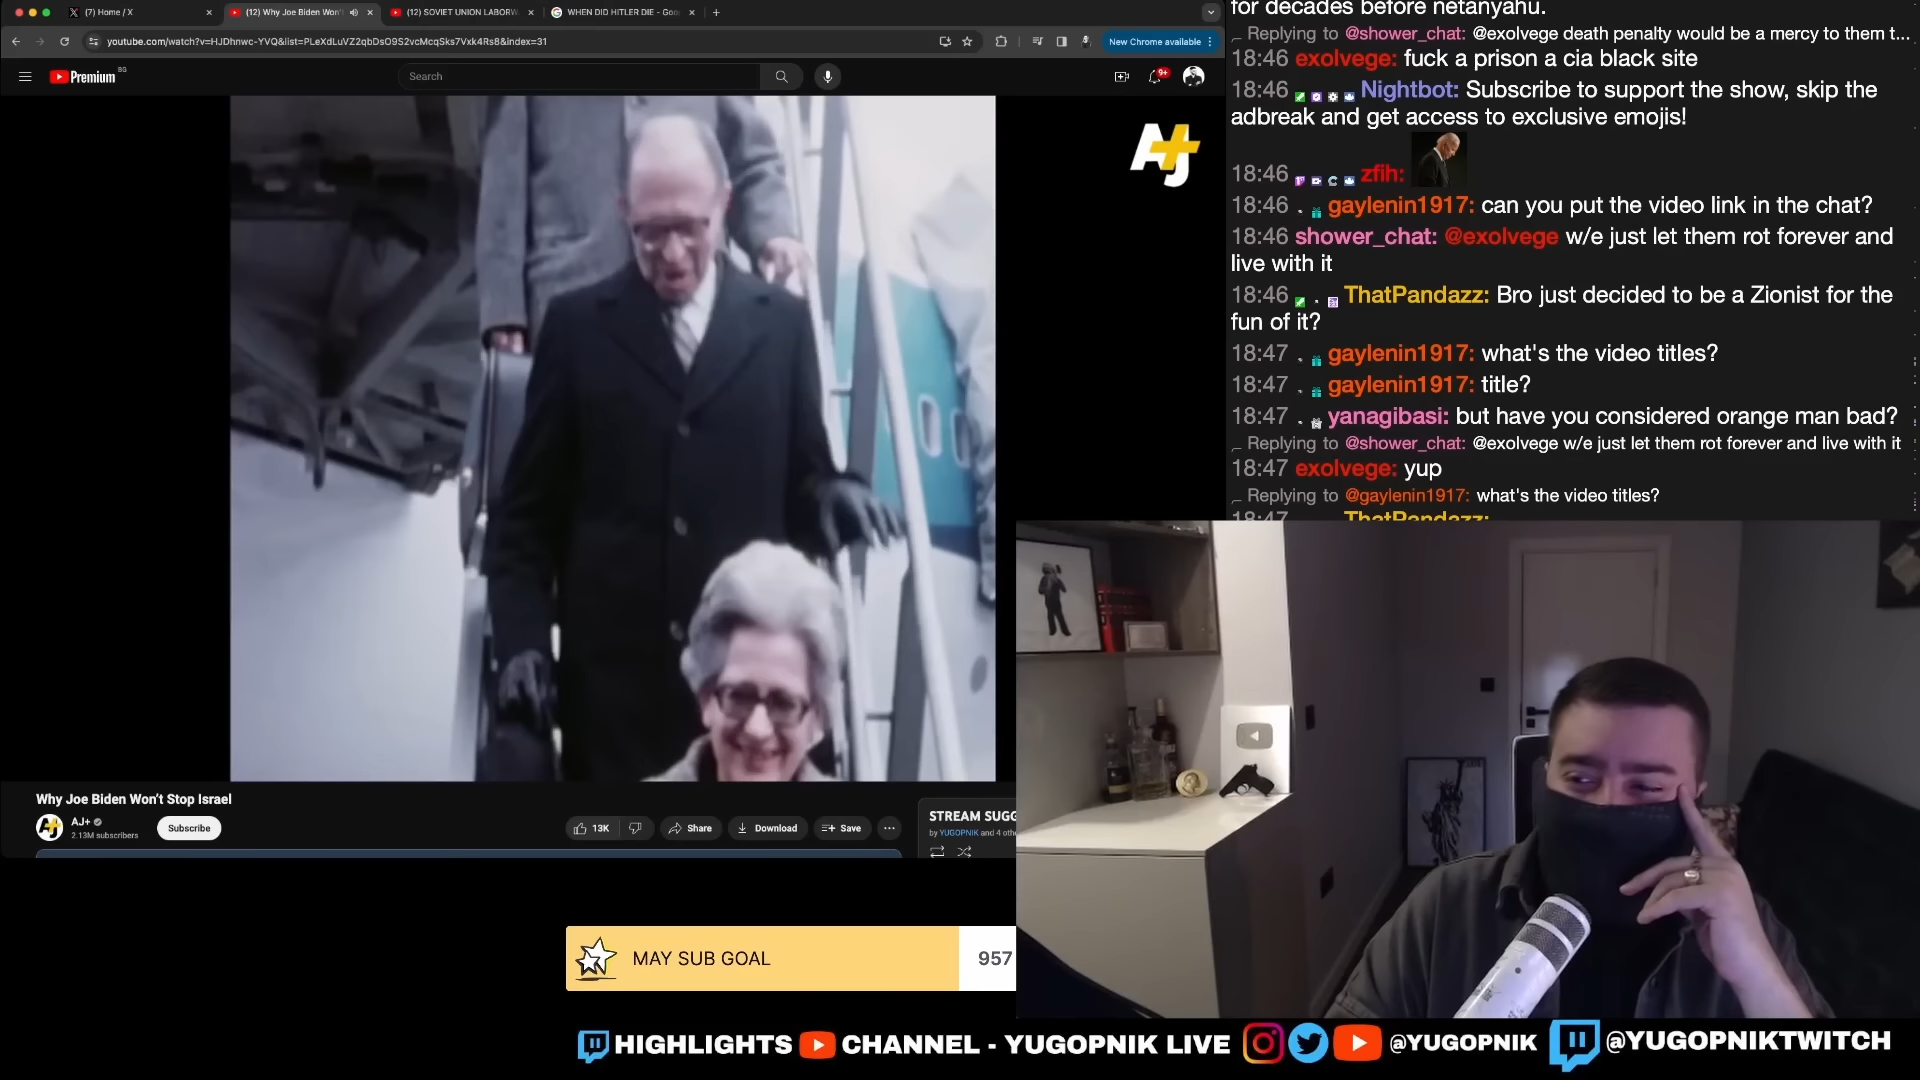 (7) Home / X
(12) Why Joe Biden Won'
(12) SOVIET UNION LABORW
WHEN DID HITLER DIE - Goo
youtube.com/watch?v=HJDhnwc-YVQ&list=PLeXdLuVZ2qbDsO9S2vcMcqSks7Vxk4Rs8&index=31
New Chrome available
Premium BG
Search
9+
Why Joe Biden Won't Stop Israel
AJ+
2.13M subscribers
Subscribe
13K
Share
Download
Save
STREAM SUGG
by YUGOPNIK and 4 oth
MAY SUB GOAL
957
for decades before netanyahu.
Replying to @shower_chat: @exolvege death penalty would be a mercy to them t...
18:46 exolvege: fuck a prison a cia black site
18:46 Nightbot: Subscribe to support the show, skip the
adbreak and get access to exclusive emojis!
18:46 zfih:
18:46 gaylenin1917: can you put the video link in the chat?
18:46 shower_chat: @exolvege w/e just let them rot forever and
live with it
18:46 ThatPandazz: Bro just decided to be a Zionist for the
fun of it?
18:47 gaylenin1917: what's the video titles?
18:47 gaylenin1917: title?
18:47 yanagibasi: but have you considered orange man bad?
Replying to @shower_chat: @exolvege w/e just let them rot forever and live with it
18:47 exolvege: yup
Replying to @gaylenin1917: what's the video titles?
18:47 ThatPandazz:
HIGHLIGHTS CHANNEL - YUGOPNIK LIVE @YUGOPNIK @YUGOPNIKTWITCH